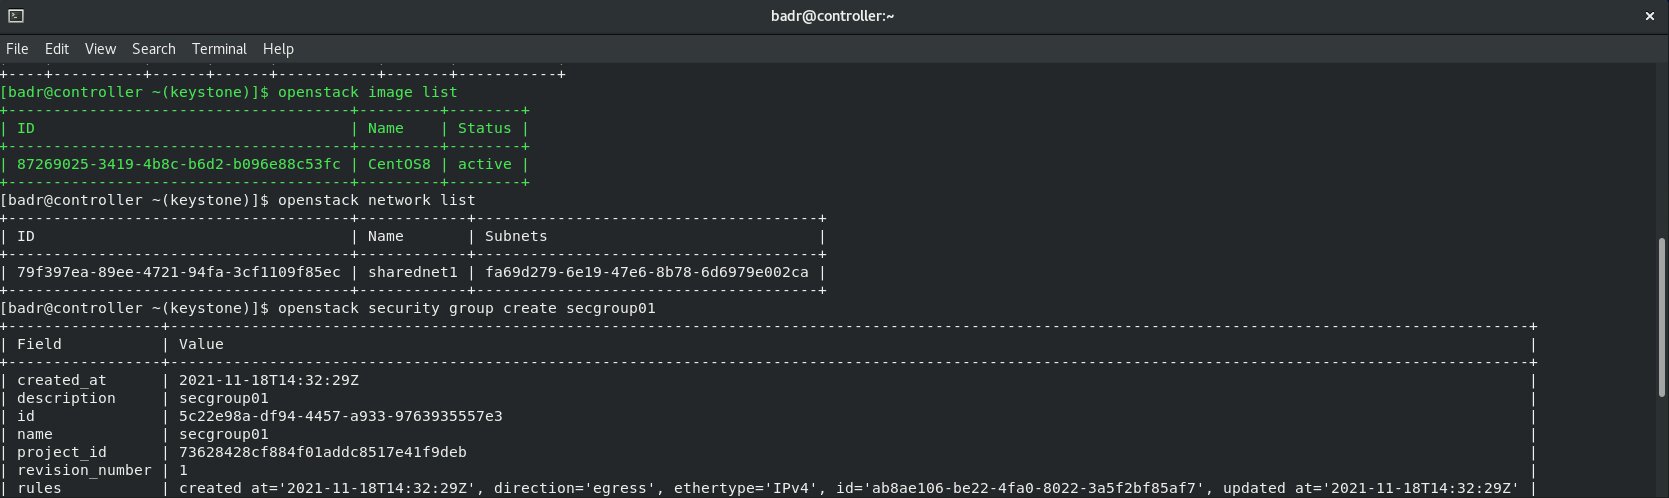 badr@controller:~
File Edit View Search Terminal Help
+----+----------+------+------+-----------+-------+-----------+
[badr@controller ~(keystone)]$ openstack image list
+--------------------------------------+---------+--------+
| ID                                   | Name    | Status |
+--------------------------------------+---------+--------+
| 87269025-3419-4b8c-b6d2-b096e88c53fc | CentOS8 | active |
+--------------------------------------+---------+--------+
[badr@controller ~(keystone)]$ openstack network list
+--------------------------------------+------------+--------------------------------------+
| ID                                   | Name       | Subnets                              |
+--------------------------------------+------------+--------------------------------------+
| 79f397ea-89ee-4721-94fa-3cf1109f85ec | sharednet1 | fa69d279-6e19-47e6-8b78-6d6979e002ca |
+--------------------------------------+------------+--------------------------------------+
[badr@controller ~(keystone)]$ openstack security group create secgroup01
+-----------------+-------------------------------------------------------------------------------------------------------------------------------------------------------+
| Field           | Value                                                                                                                                                 |
+-----------------+-------------------------------------------------------------------------------------------------------------------------------------------------------+
| created_at      | 2021-11-18T14:32:29Z                                                                                                                                  |
| description     | secgroup01                                                                                                                                            |
| id              | 5c22e98a-df94-4457-a933-9763935557e3                                                                                                                  |
| name            | secgroup01                                                                                                                                            |
| project_id      | 73628428cf884f01addc8517e41f9deb                                                                                                                      |
| revision_number | 1                                                                                                                                                     |
| rules           | created_at='2021-11-18T14:32:29Z', direction='egress', ethertype='IPv4', id='ab8ae106-be22-4fa0-8022-3a5f2bf85af7', updated_at='2021-11-18T14:32:29Z' |